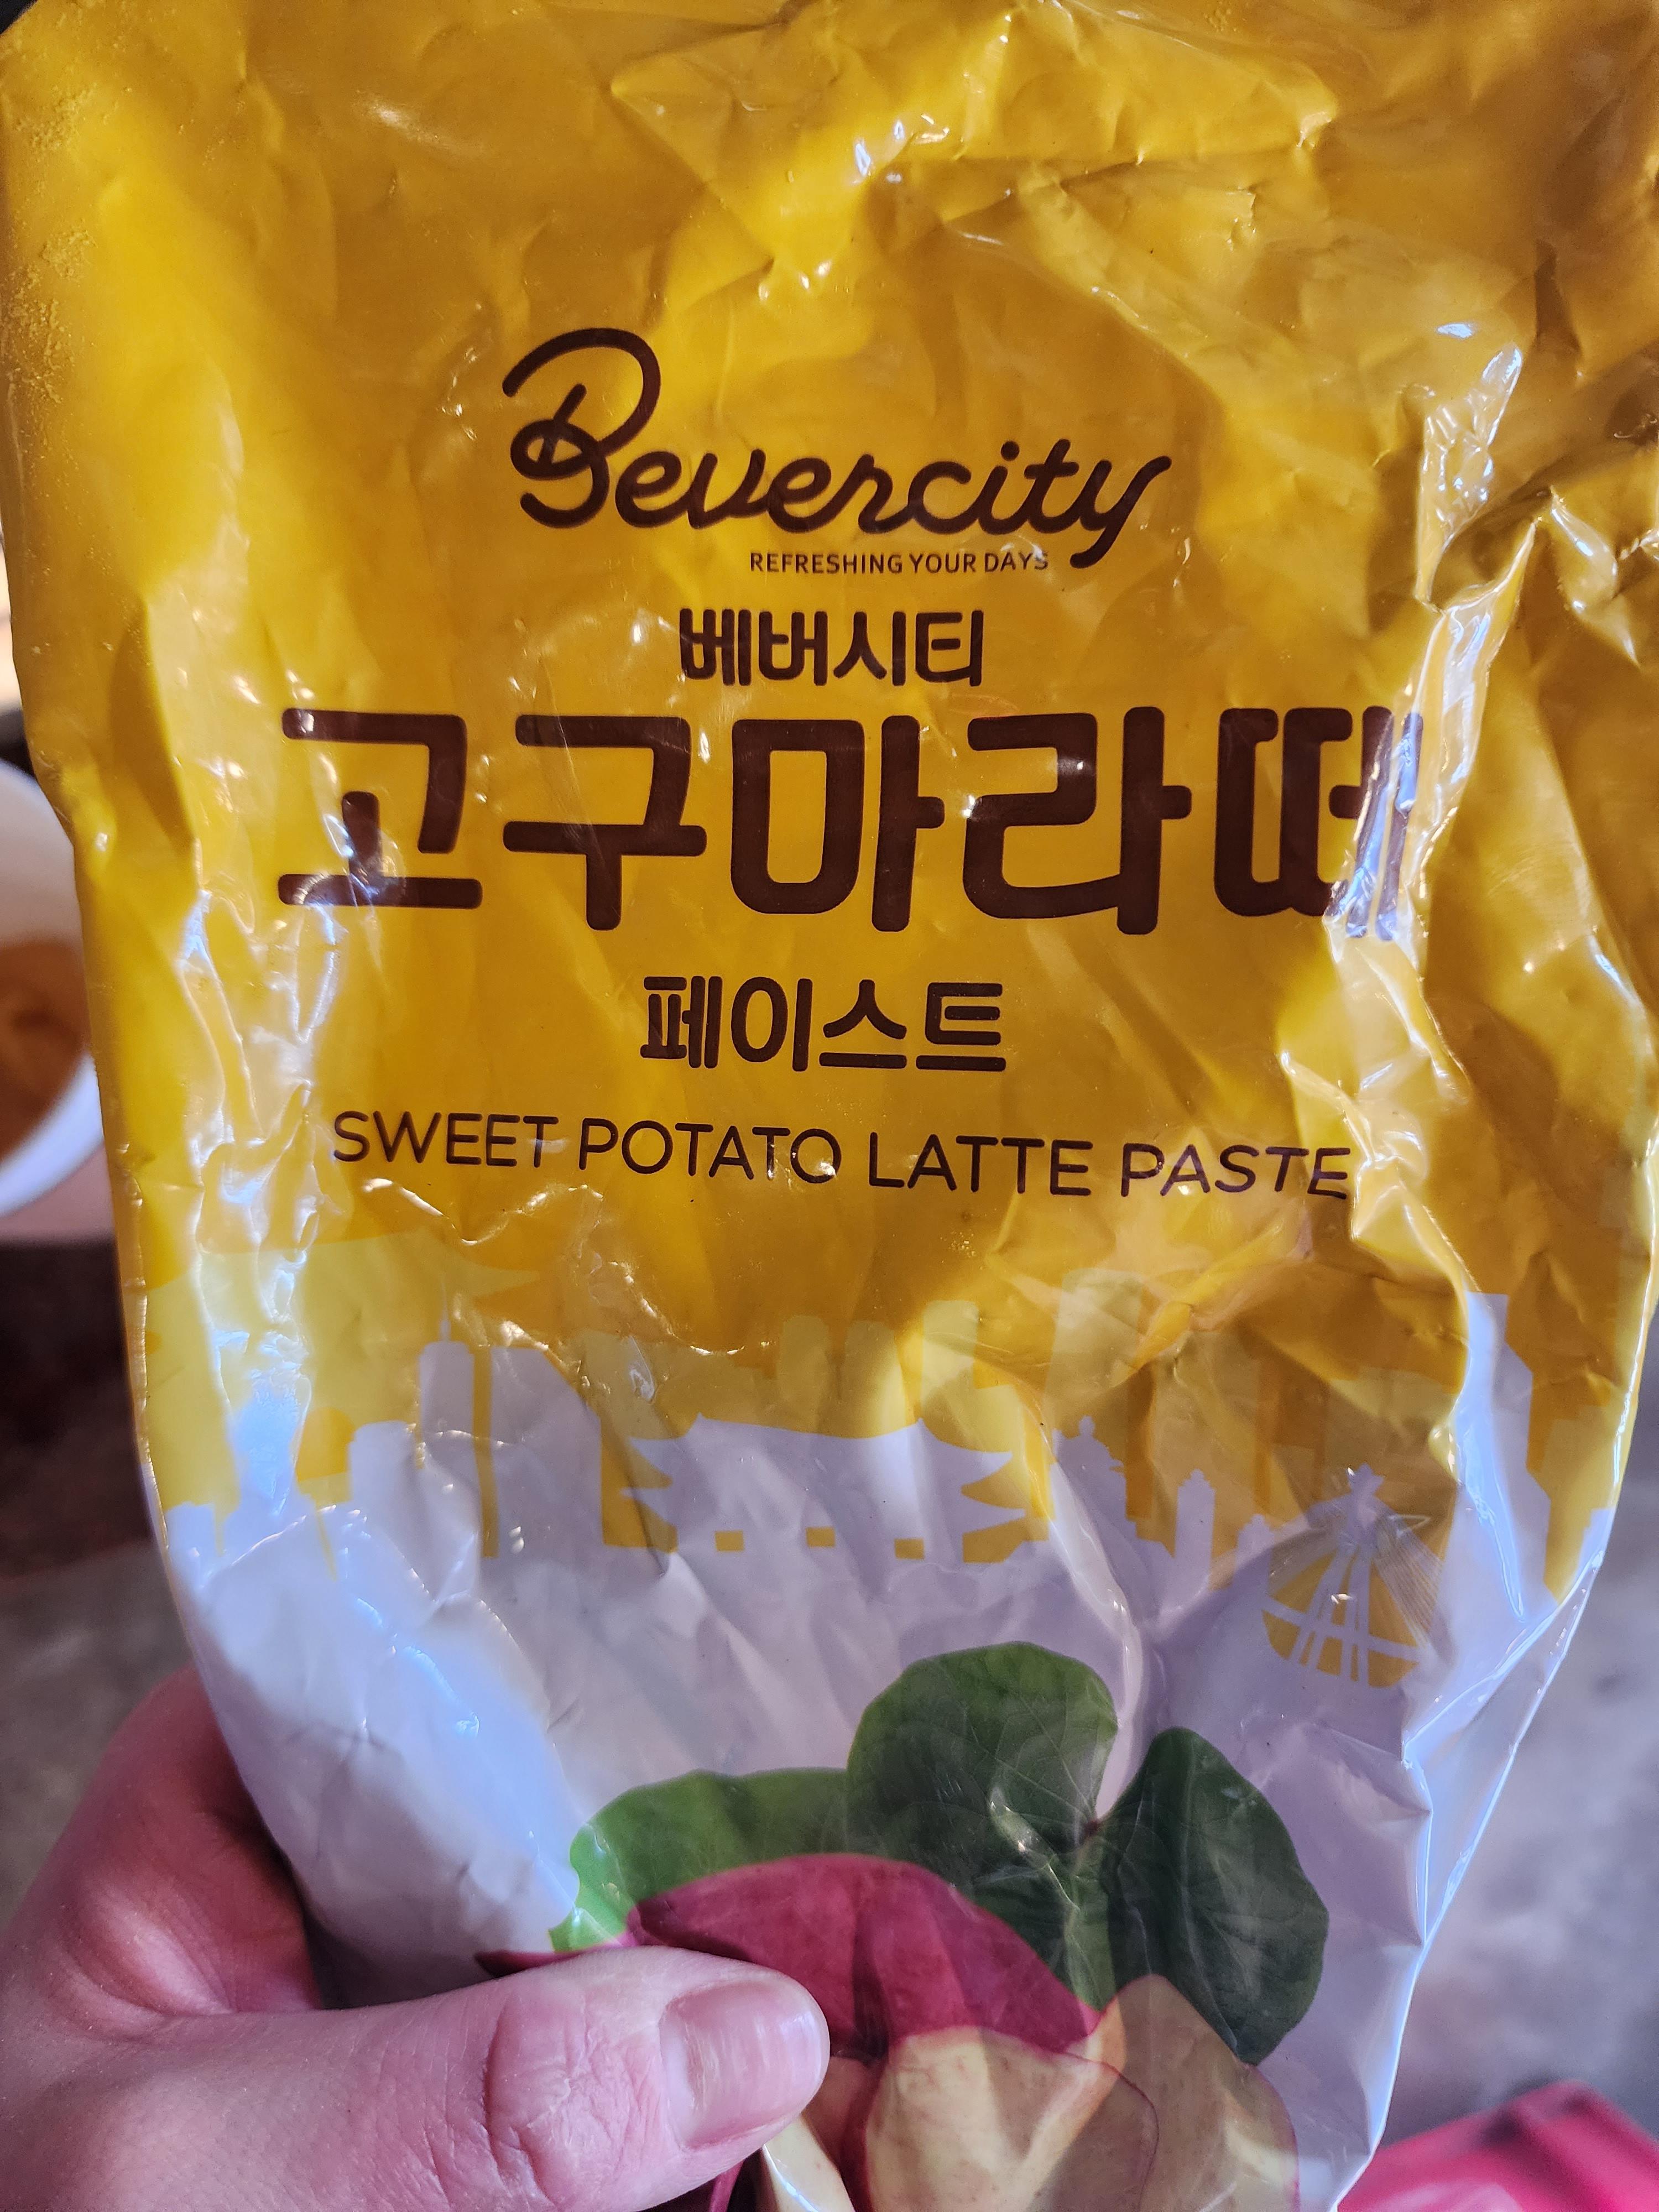 Bevercity
REFRESHING YOUR DAYS
베버시티
고구마라떼
페이스트
SWEET POTATO LATTE PASTE